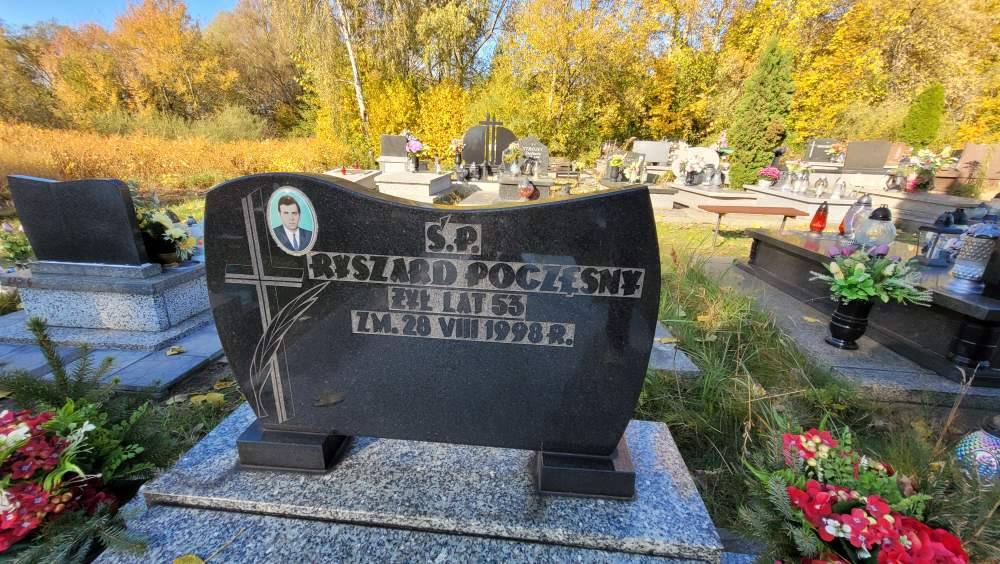 Ś.P.
RYSZARD POCZĘSNY
ŻYŁ LAT 53
ZM. 28 VIII 1998 R.